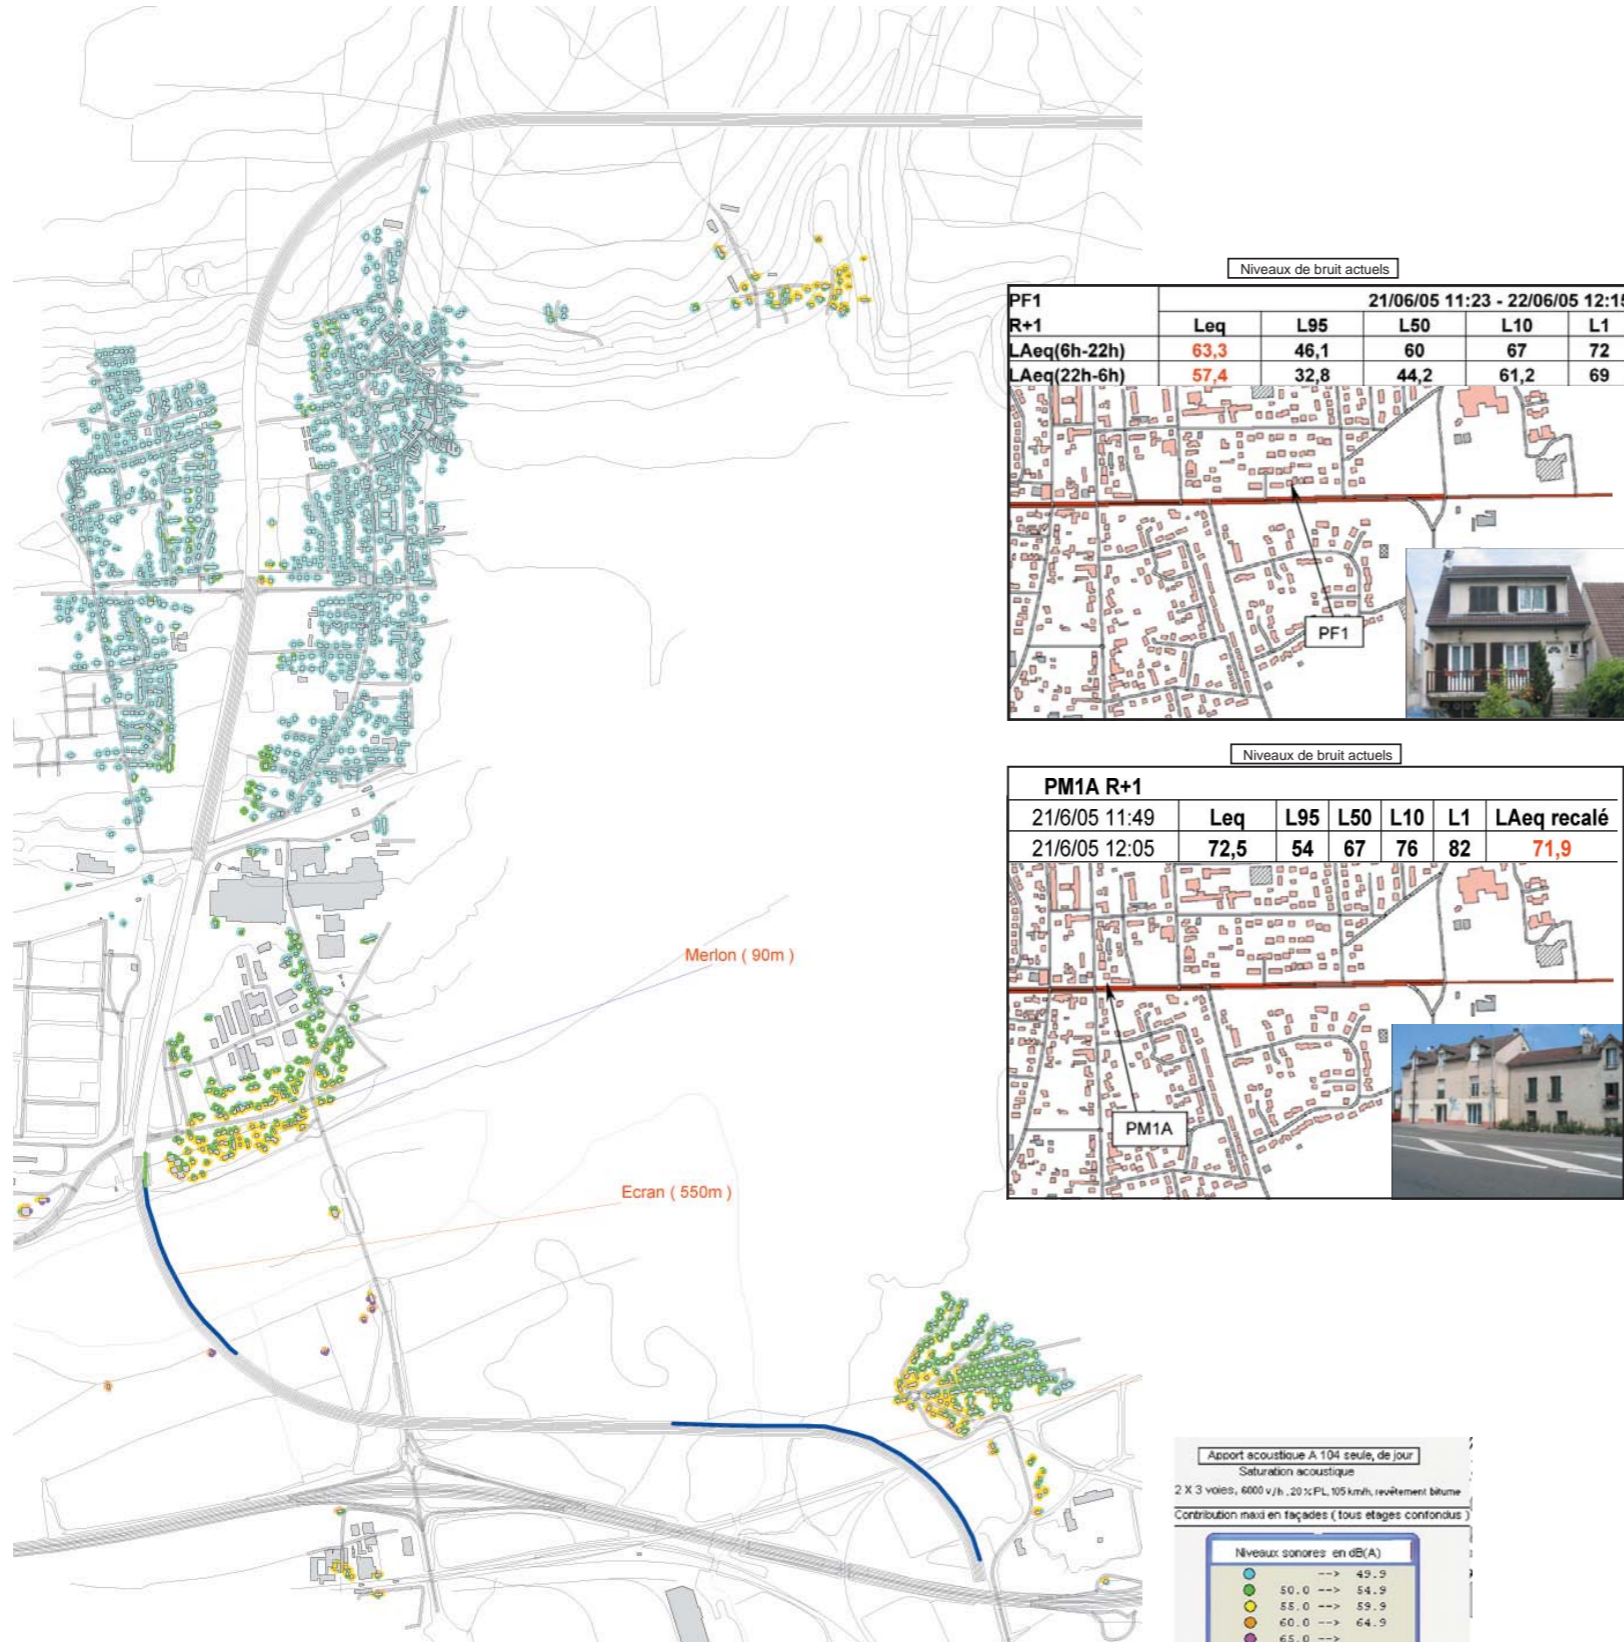 Niveaux de bruit actuels
PF1 21/06/05 11:23 - 22/06/05 12:15
R+1 Leq L95 L50 L10 L1
LAeq(6h-22h) 63,3 46,1 60 67 72
LAeq(22h-6h) 57,4 32,8 44,2 61,2 69
PF1
Niveaux de bruit actuels
PM1A R+1
21/6/05 11:49 Leq L95 L50 L10 L1 LAeq recalé
21/6/05 12:05 72,5 54 67 76 82 71,9
PM1A
Merlon ( 90m )
Ecran ( 550m )
Apport acoustique A 104 seule, de jour
Saturation acoustique
2 X 3 voies, 6000 v/h , 20 % PL, 105 km/h, revêtement bitume
Contribution maxi en façades ( tous etages confondus )
Niveaux sonores en dB(A)
--> 49.9
50.0 --> 54.9
55.0 --> 59.9
60.0 --> 64.9
65.0 -->